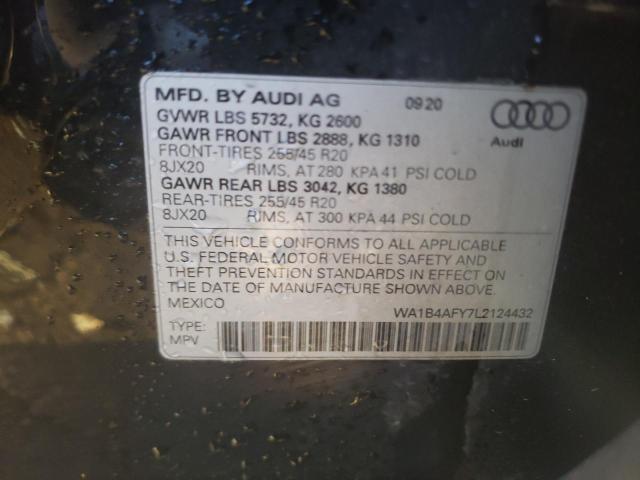 MFD. BY AUDI AG 09 20
GVWR LBS 5732, KG 2600
GAWR FRONT LBS 2888, KG 1310
FRONT-TIRES 255/45 R20
8JX20 RIMS, AT 280 KPA 41 PSI COLD
GAWR REAR LBS 3042, KG 1380
REAR-TIRES 255/45 R20
8JX20 RIMS, AT 300 KPA 44 PSI COLD
Audi
THIS VEHICLE CONFORMS TO ALL APPLICABLE
U.S. FEDERAL MOTOR VEHICLE SAFETY AND
THEFT PREVENTION STANDARDS IN EFFECT ON
THE DATE OF MANUFACTURE SHOWN ABOVE.
MEXICO
WA1B4AFY7L2124432
TYPE:
MPV